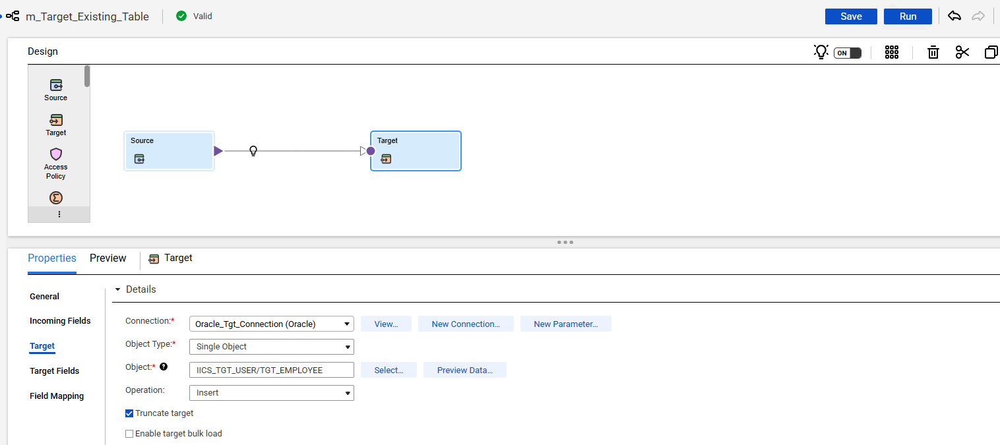 m_Target_Existing_Table
Valid
Save
Run
Design
ON
Source
Target
Access
Policy
Source
Target
Properties
Preview
Target
General
Incoming Fields
Target
Target Fields
Field Mapping
Details
Connection:*
Oracle_Tgt_Connection (Oracle)
View...
New Connection...
New Parameter...
Object Type:*
Single Object
Object:* ?
IICS_TGT_USER/TGT_EMPLOYEE
Select...
Preview Data...
Operation:
Insert
Truncate target
Enable target bulk load